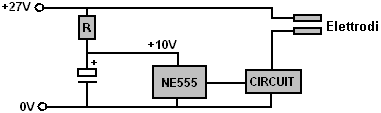 +27V
R
+10V
+
Elettrodi
NE555
CIRCUIT
0V